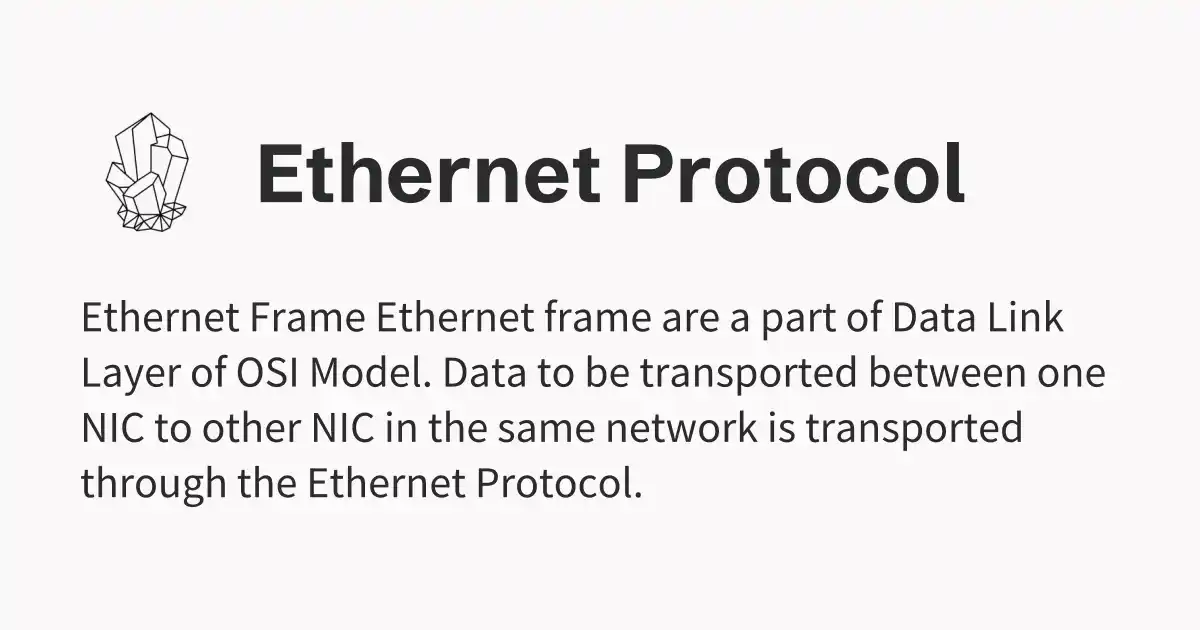 Ethernet Protocol
Ethernet Frame Ethernet frame are a part of Data Link
Layer of OSI Model. Data to be transported between one
NIC to other NIC in the same network is transported
through the Ethernet Protocol.